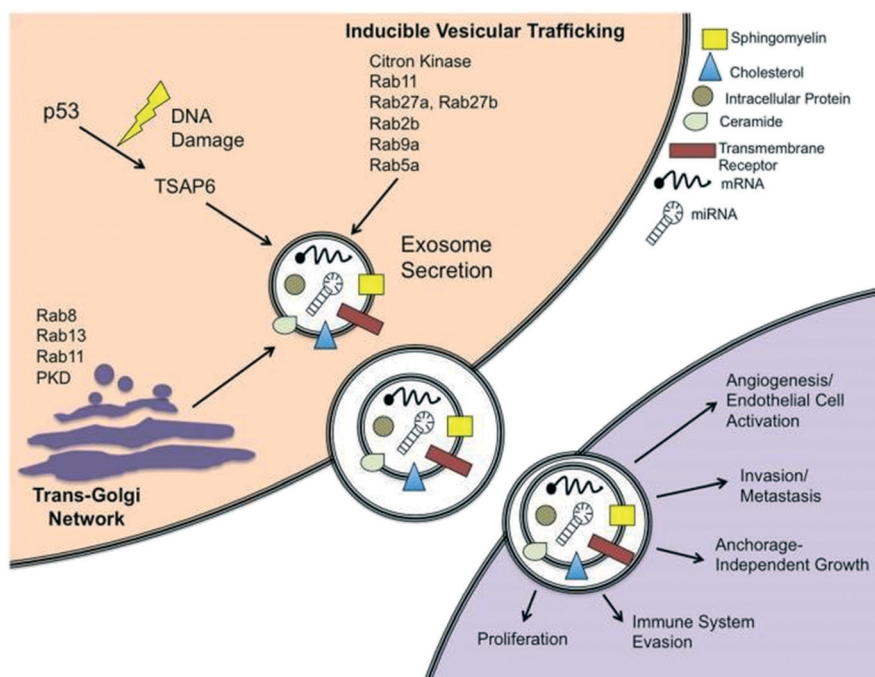 Inducible Vesicular Trafficking
Citron Kinase
Rab11
Rab27a, Rab27b
Rab2b
Rab9a
Rab5a
p53
DNA
Damage
TSAP6
Exosome
Secretion
Rab8
Rab13
Rab11
PKD
Trans-Golgi
Network
Sphingomyelin
Cholesterol
Intracellular Protein
Ceramide
Transmembrane
Receptor
mRNA
miRNA
Angiogenesis/
Endothelial Cell
Activation
Invasion/
Metastasis
Anchorage-
Independent Growth
Immune System
Evasion
Proliferation